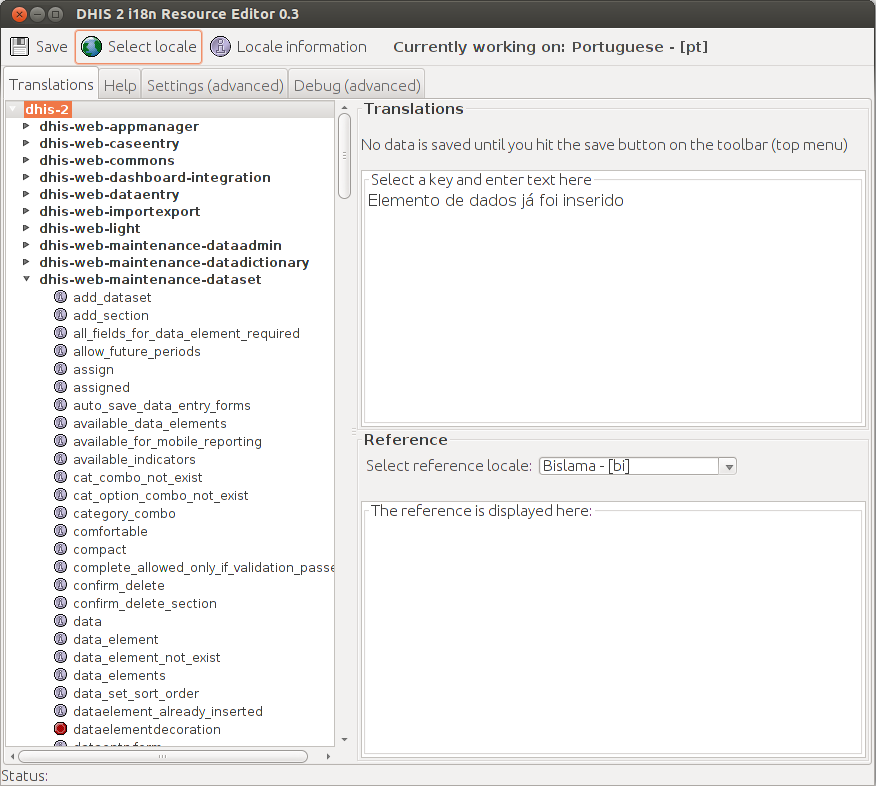 DHIS 2 i18n Resource Editor 0.3
Save Select locale Locale information Currently working on: Portuguese - [pt]
Translations Help Settings (advanced) Debug (advanced)
dhis-2
dhis-web-appmanager
dhis-web-caseentry
dhis-web-commons
dhis-web-dashboard-integration
dhis-web-dataentry
dhis-web-importexport
dhis-web-light
dhis-web-maintenance-dataadmin
dhis-web-maintenance-datadictionary
dhis-web-maintenance-dataset
add_dataset
add_section
all_fields_for_data_element_required
allow_future_periods
assign
assigned
auto_save_data_entry_forms
available_data_elements
available_for_mobile_reporting
available_indicators
cat_combo_not_exist
cat_option_combo_not_exist
category_combo
comfortable
compact
complete_allowed_only_if_validation_passe
confirm_delete
confirm_delete_section
data
data_element
data_element_not_exist
data_elements
data_set_sort_order
dataelement_already_inserted
dataelementdecoration
Translations
No data is saved until you hit the save button on the toolbar (top menu)
Select a key and enter text here
Elemento de dados já foi inserido
Reference
Select reference locale: Bislama - [bi]
The reference is displayed here:
Status: